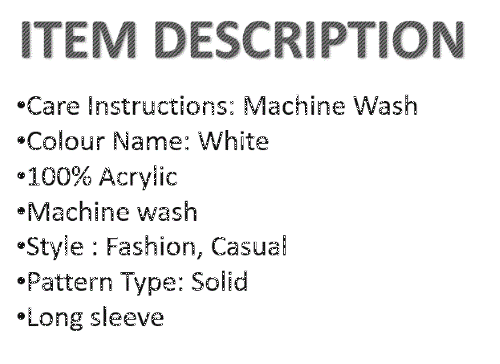 ITEM DESCRIPTION
•Care Instructions: Machine Wash
•Colour Name: White
•100% Acrylic
•Machine wash
•Style : Fashion, Casual
•Pattern Type: Solid
•Long sleeve